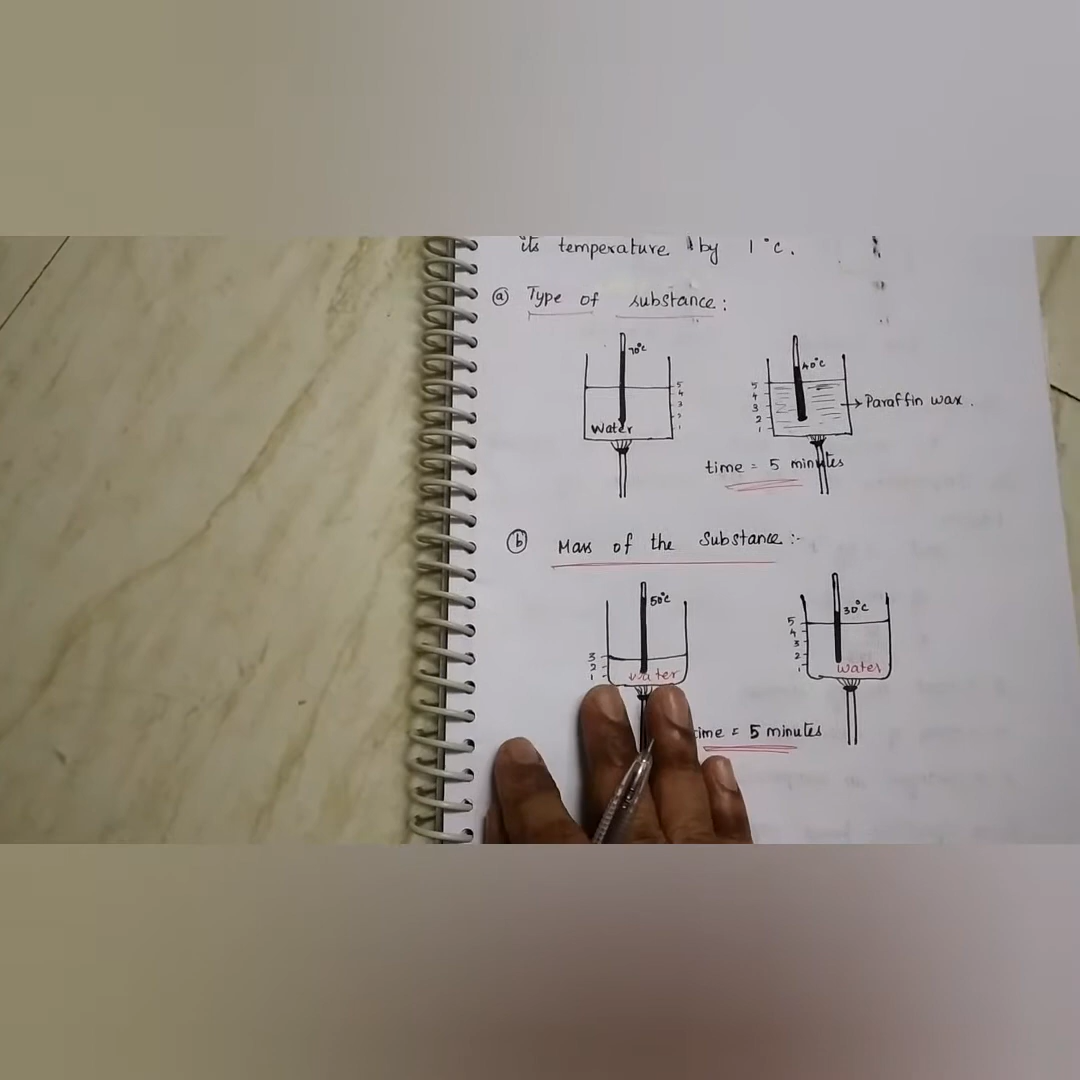 its temperature by 1°c.
ⓐ Type of substance:
70°c
5
4
3
2
1
Water
40°c
5
4
3
2
1
Paraffin wax.
time = 5 minutes
ⓑ Mass of the Substance :-
50°c
3
2
1
water
30°c
5
4
3
2
1
water
time = 5 minutes